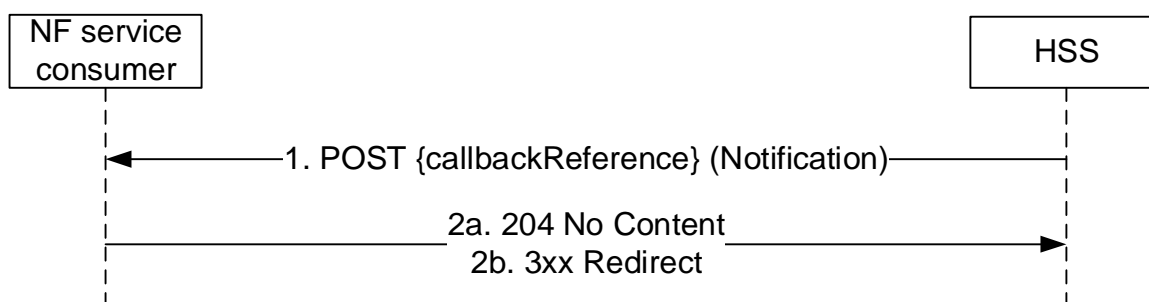 NF service
consumer
HSS
1. POST {callbackReference} (Notification)
2a. 204 No Content
2b. 3xx Redirect